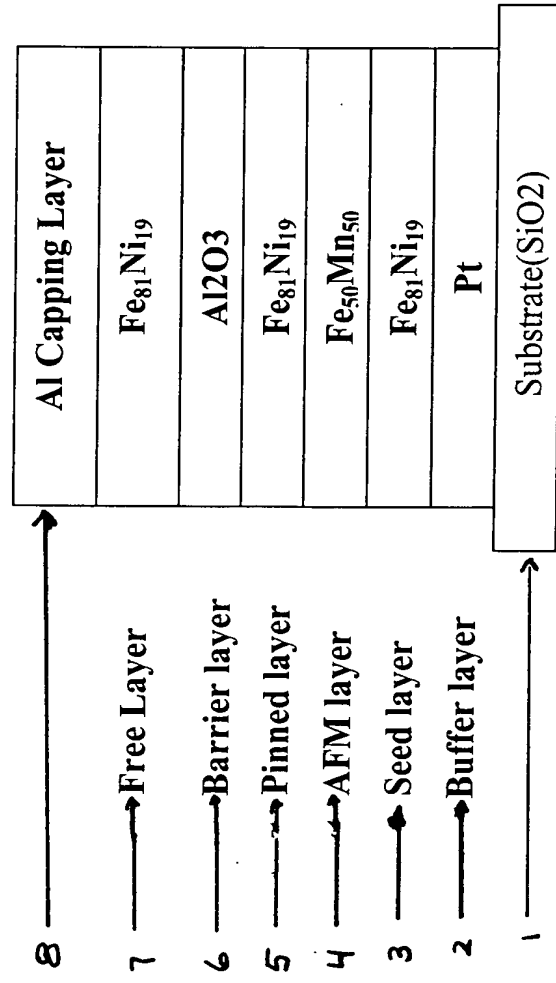 8 Al Capping Layer
7 Free Layer Fe₈₁Ni₁₉
6 Barrier layer Al2O3
5 Pinned layer Fe₈₁Ni₁₉
4 AFM layer Fe₅₀Mn₅₀
3 Seed layer Fe₈₁Ni₁₉
2 Buffer layer Pt
1 Substrate(SiO2)